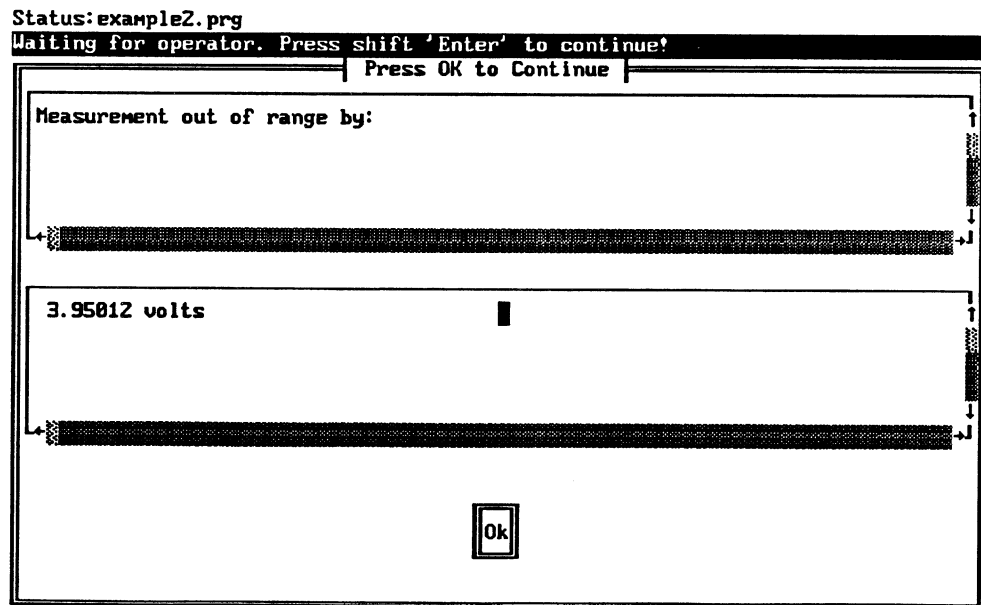 Status:example2.prg
Waiting for operator. Press shift 'Enter' to continue!
Press OK to Continue
Measurement out of range by:
3.95012 volts
Ok